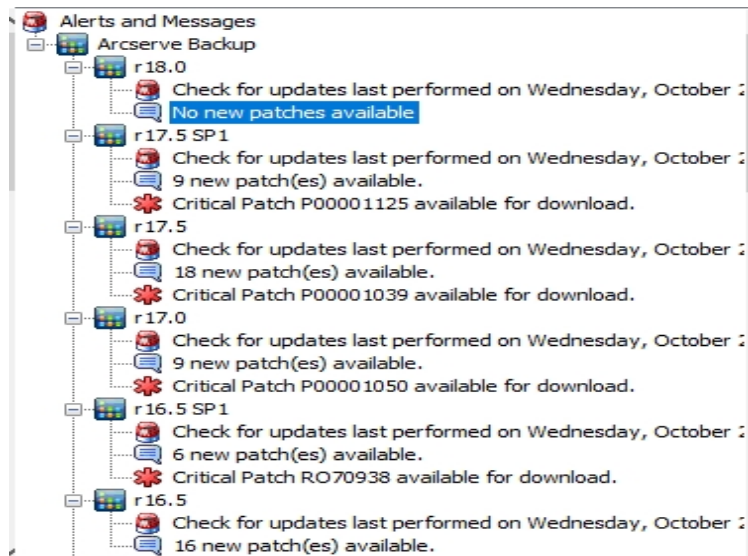 Alerts and Messages
Arcserve Backup
r18.0
Check for updates last performed on Wednesday, October 2
No new patches available
r17.5 SP1
Check for updates last performed on Wednesday, October 2
9 new patch(es) available.
Critical Patch P00001125 available for download.
r17.5
Check for updates last performed on Wednesday, October 2
18 new patch(es) available.
Critical Patch P00001039 available for download.
r17.0
Check for updates last performed on Wednesday, October 2
9 new patch(es) available.
Critical Patch P00001050 available for download.
r16.5 SP1
Check for updates last performed on Wednesday, October 2
6 new patch(es) available.
Critical Patch RO70938 available for download.
r16.5
Check for updates last performed on Wednesday, October 2
16 new patch(es) available.